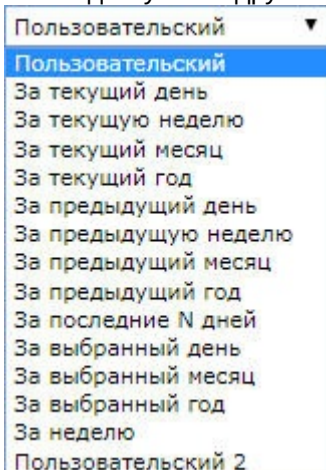 Пользовательский
Пользовательский
За текущий день
За текущую неделю
За текущий месяц
За текущий год
За предыдущий день
За предыдущую неделю
За предыдущий месяц
За предыдущий год
За последние N дней
За выбранный день
За выбранный месяц
За выбранный год
За неделю
Пользовательский 2